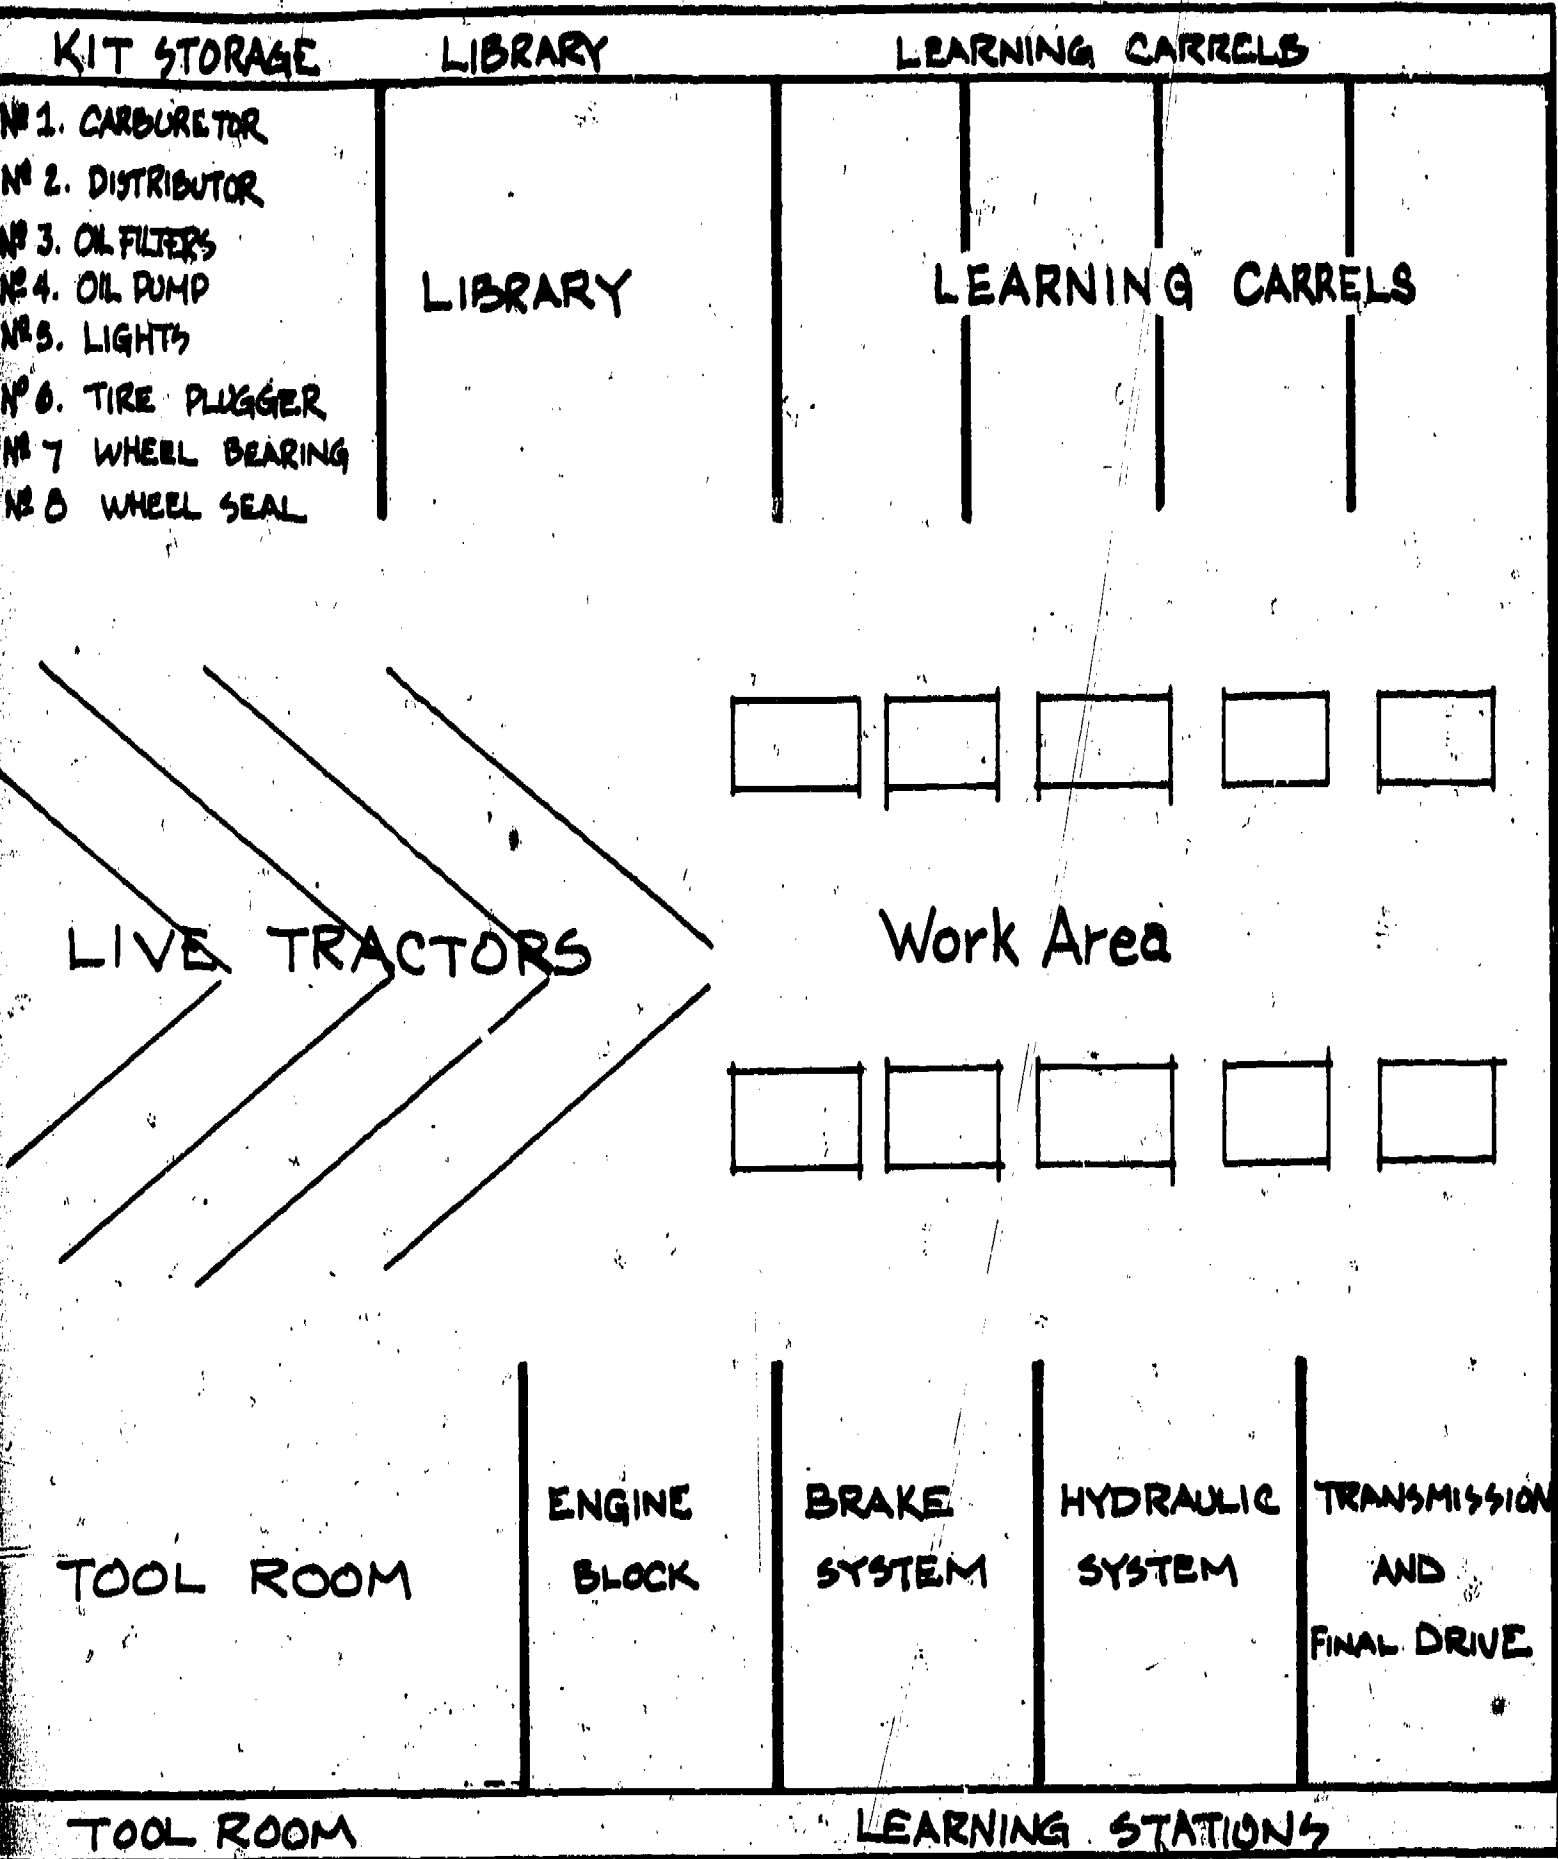 KIT STORAGE LIBRARY LEARNING CARRELS
Nº 1. CARBURETOR
Nº 2. DISTRIBUTOR
Nº 3. OIL FILTERS
Nº 4. OIL PUMP
Nº 5. LIGHTS
Nº 6. TIRE PLUGGER
Nº 7 WHEEL BEARING
Nº 8 WHEEL SEAL
LIBRARY
LEARNING CARRELS
LIVE TRACTORS
Work Area
TOOL ROOM
ENGINE
BLOCK
BRAKE
SYSTEM
HYDRAULIC
SYSTEM
TRANSMISSION
AND
FINAL DRIVE
TOOL ROOM LEARNING STATIONS